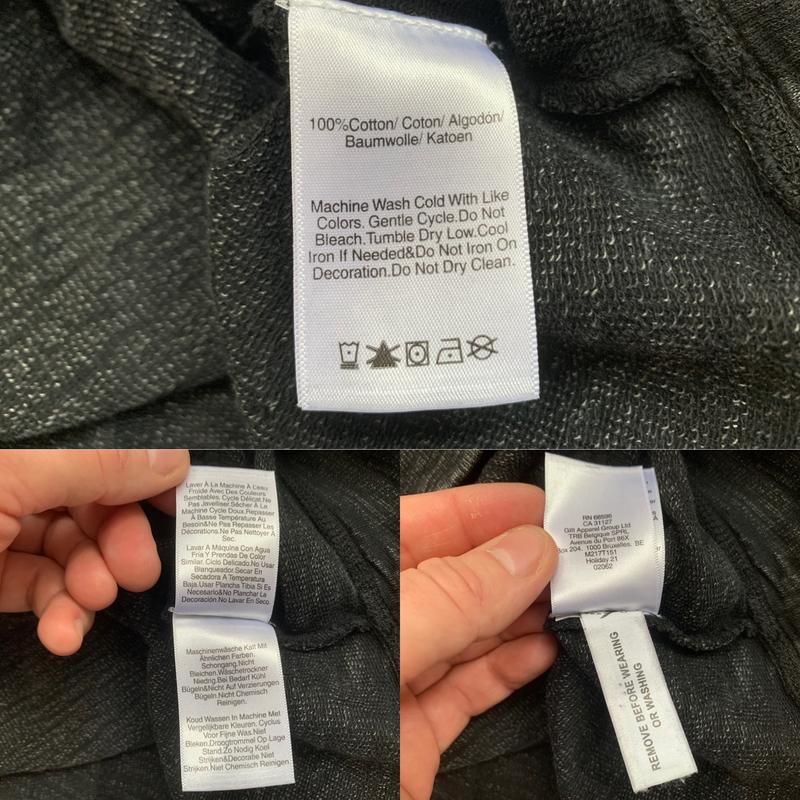 100%Cotton/ Coton/ Algodón/
Baumwolle/ Katoen
Machine Wash Cold With Like
Colors. Gentle Cycle.Do Not
Bleach.Tumble Dry Low.Cool
Iron If Needed&Do Not Iron On
Decoration.Do Not Dry Clean.
Laver À La Machine À L'eau
Froide Avec Des Couleurs
Semblables. Cycle Délicat.Ne
Pas Javelliser.Sécher À La
Machine Cycle Doux.Repasser
À Basse Température Au
Besoin&Ne Pas Repasser Les
Décorations.Ne Pas Nettoyer À
Sec.
Lavar A Máquina Con Agua
Fría Y Prendas De Color
Similar. Ciclo Delicado.No Usar
Blanqueador.Secar En
Secadora A Temperatura
Baja.Usar Plancha Tibia Si Es
Necesario&No Planchar La
Decoración.No Lavar En Seco.
Maschinenwäsche Kalt Mit
Ähnlichen Farben.
Schongang.Nicht
Bleichen.Wäschetrockner
Niedrig.Bei Bedarf Kühl
Bügeln&Nicht Auf Verzierungen
Bügeln.Nicht Chemisch
Reinigen.
Koud Wassen In Machine Met
Vergelijkbare Kleuren. Cyclus
Voor Fijne Was.Niet
Bleken.Droogtrommel Op Lage
Stand.Zo Nodig Koel
Strijken&Decoratie Niet
Strijken.Niet Chemisch Reinigen
RN 68596
CA 31127
Gill Apparel Group Ltd
TRB Belgique SPRL
Avenue du Port 86X
ox 204, 1000 Bruxelles, BE
M217T151
Holiday 21
02062
REMOVE BEFORE WEARING
OR WASHING